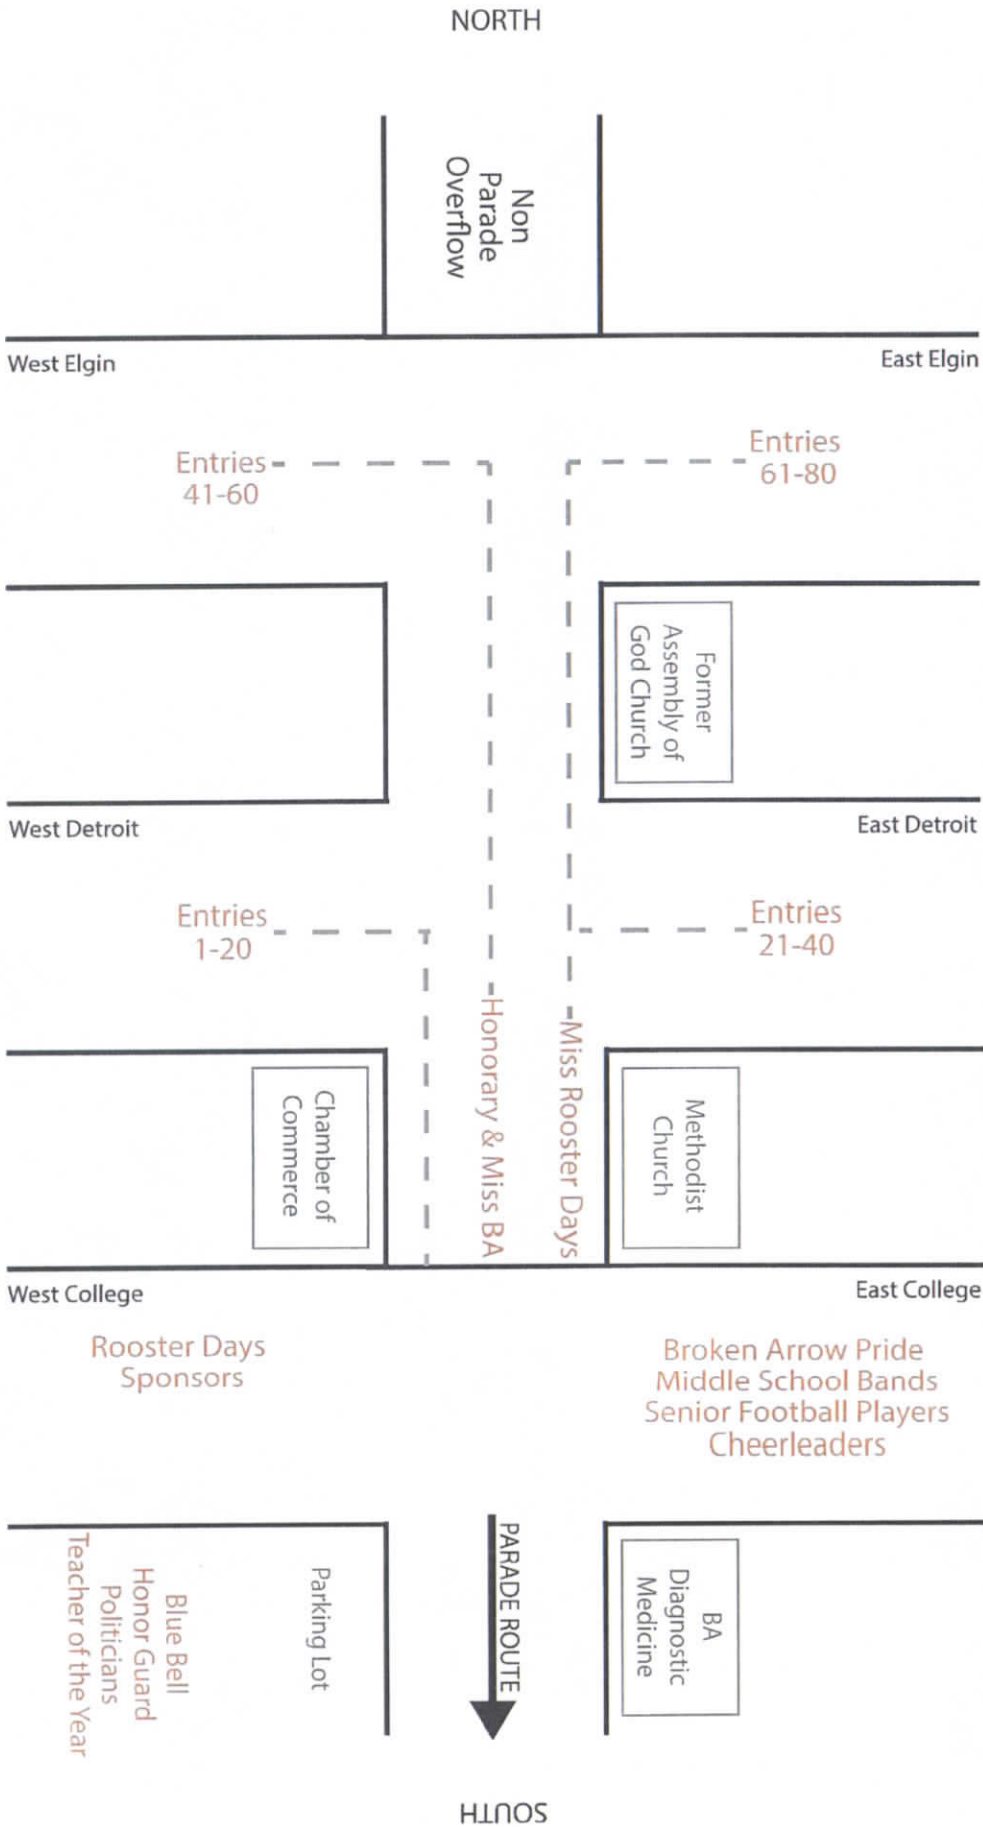 NORTH
Non
Parade
Overflow
West Elgin
East Elgin
Entries
41-60
Entries
61-80
Former
Assembly of
God Church
West Detroit
East Detroit
Entries
1-20
Entries
21-40
Honorary & Miss BA
Miss Rooster Days
Chamber of
Commerce
Methodist
Church
West College
East College
Rooster Days
Sponsors
Broken Arrow Pride
Middle School Bands
Senior Football Players
Cheerleaders
Blue Bell
Honor Guard
Politicians
Teacher of the Year
Parking Lot
PARADE ROUTE
BA
Diagnostic
Medicine
SOUTH